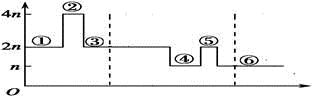 4n
②
①
③
2n
⑤
④
⑥
n
O